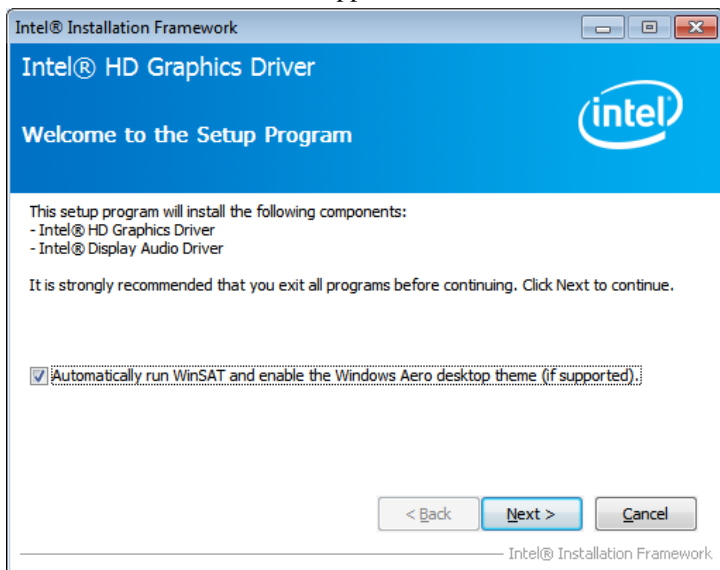 Intel® Installation Framework
Intel® HD Graphics Driver
intel
Welcome to the Setup Program
This setup program will install the following components:
- Intel® HD Graphics Driver
- Intel® Display Audio Driver
It is strongly recommended that you exit all programs before continuing. Click Next to continue.
Automatically run WinSAT and enable the Windows Aero desktop theme (if supported).
< Back Next > Cancel
Intel® Installation Framework